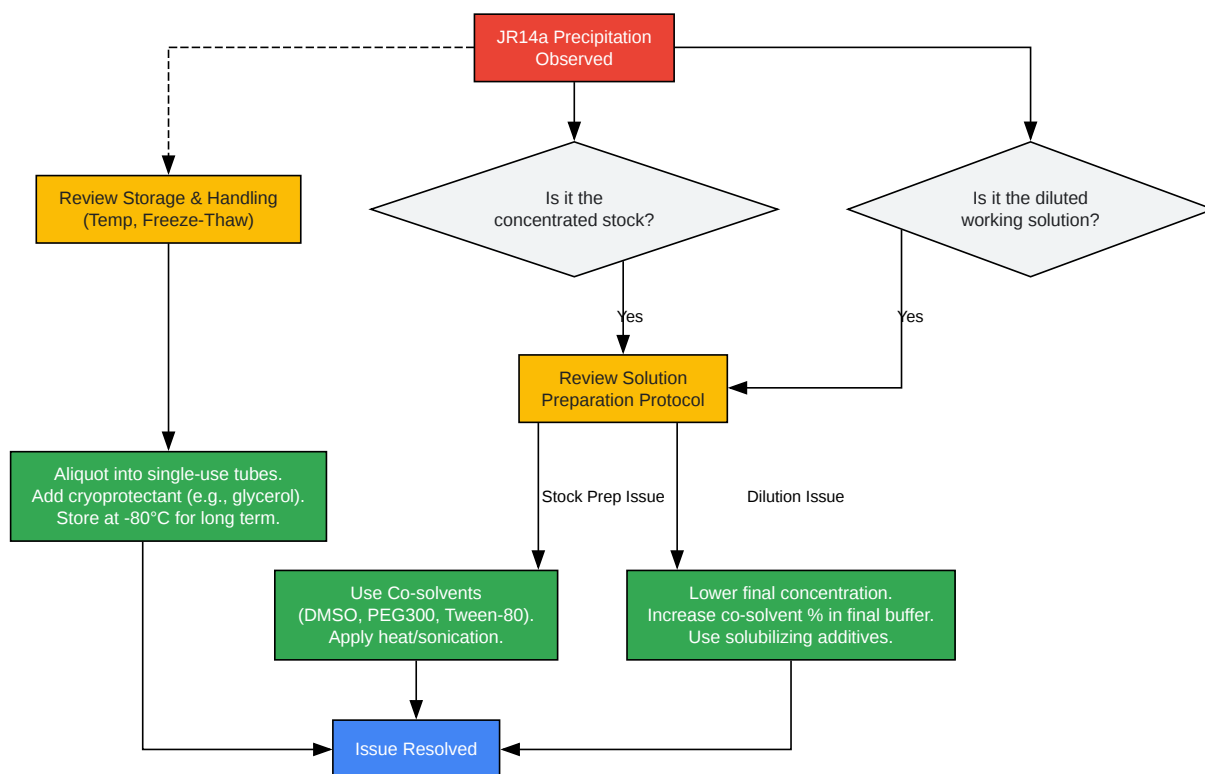 JR14a Precipitation
Observed
Review Storage & Handling
(Temp, Freeze-Thaw)
Is it the
concentrated stock?
Is it the diluted
working solution?
Yes
Yes
Review Solution
Preparation Protocol
Aliquot into single-use tubes.
Add cryoprotectant (e.g., glycerol).
Store at -80°C for long term.
Stock Prep Issue
Dilution Issue
Use Co-solvents
(DMSO, PEG300, Tween-80).
Apply heat/sonication.
Lower final concentration.
Increase co-solvent % in final buffer.
Use solubilizing additives.
Issue Resolved